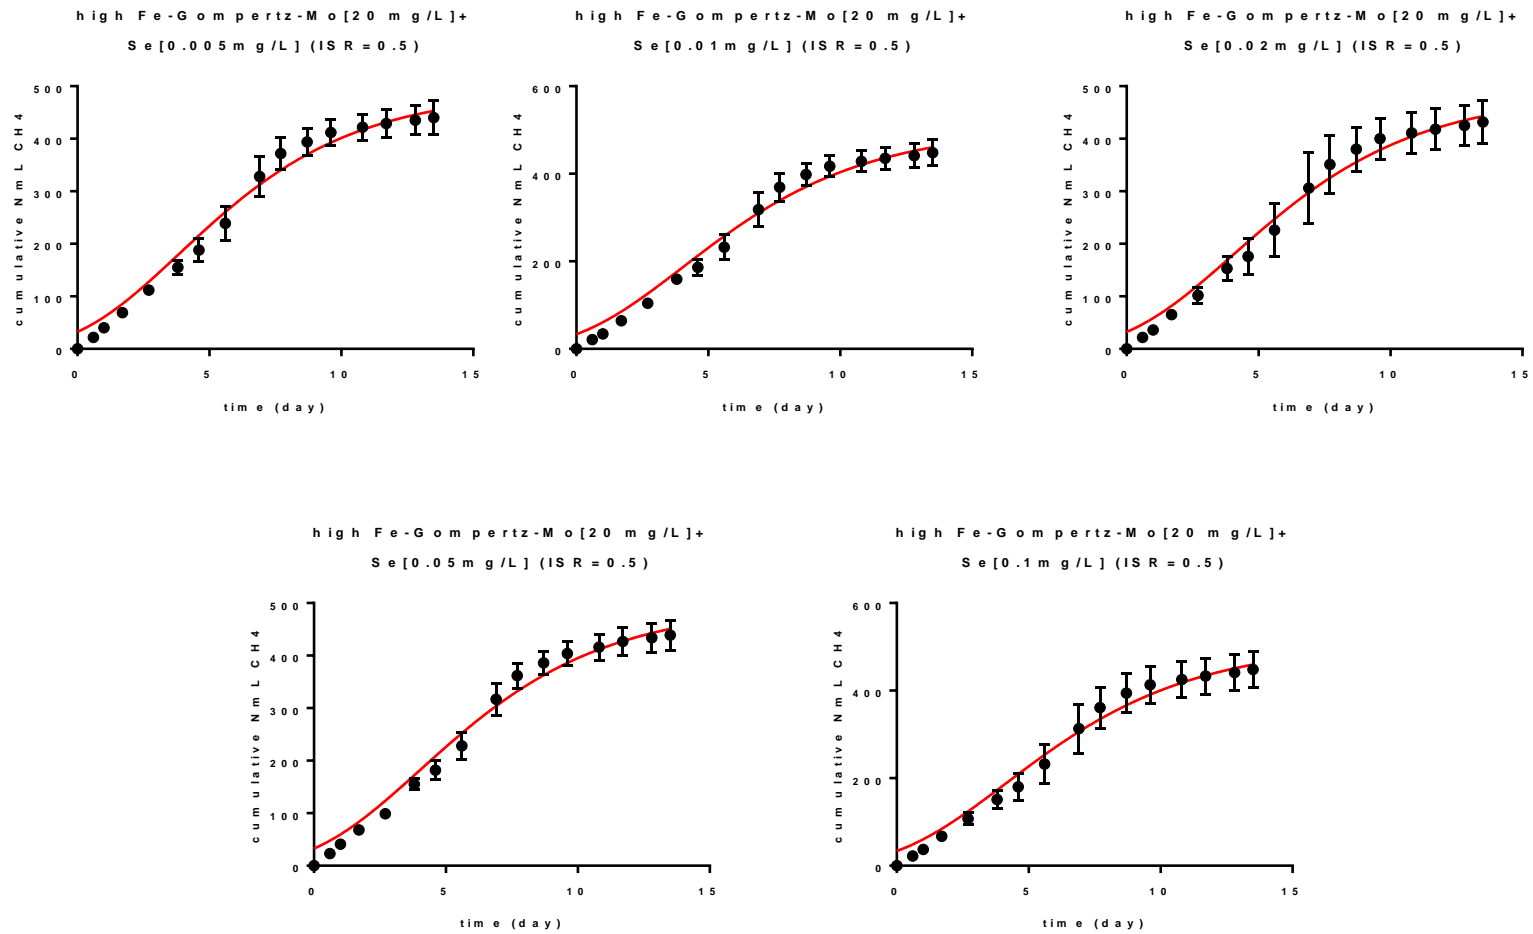 high Fe-Gompertz-Mo[20 mg/L]+
Se[0.005mg/L] (ISR=0.5)
500
400
300
200
100
0
cumulative NmL CH4
0 5 10 15
time (day)
high Fe-Gompertz-Mo[20 mg/L]+
Se[0.01mg/L] (ISR=0.5)
600
400
200
0
cumulative NmL CH4
0 5 10 15
time (day)
high Fe-Gompertz-Mo[20 mg/L]+
Se[0.02mg/L] (ISR=0.5)
500
400
300
200
100
0
cumulative NmL CH4
0 5 10 15
time (day)
high Fe-Gompertz-Mo[20 mg/L]+
Se[0.05mg/L] (ISR=0.5)
500
400
300
200
100
0
cumulative NmL CH4
0 5 10 15
time (day)
high Fe-Gompertz-Mo[20 mg/L]+
Se[0.1mg/L] (ISR=0.5)
600
400
200
0
cumulative NmL CH4
0 5 10 15
time (day)